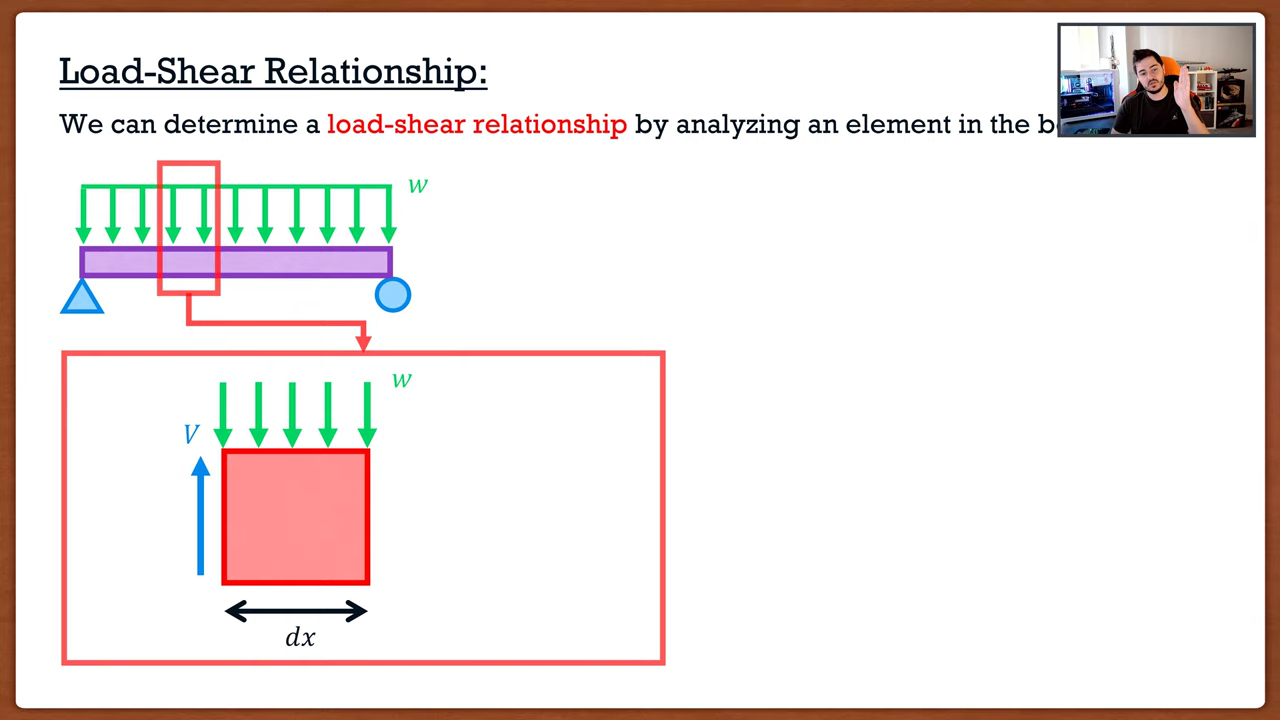 Load-Shear Relationship:
We can determine a load-shear relationship by analyzing an element in the
w
w
V
dx